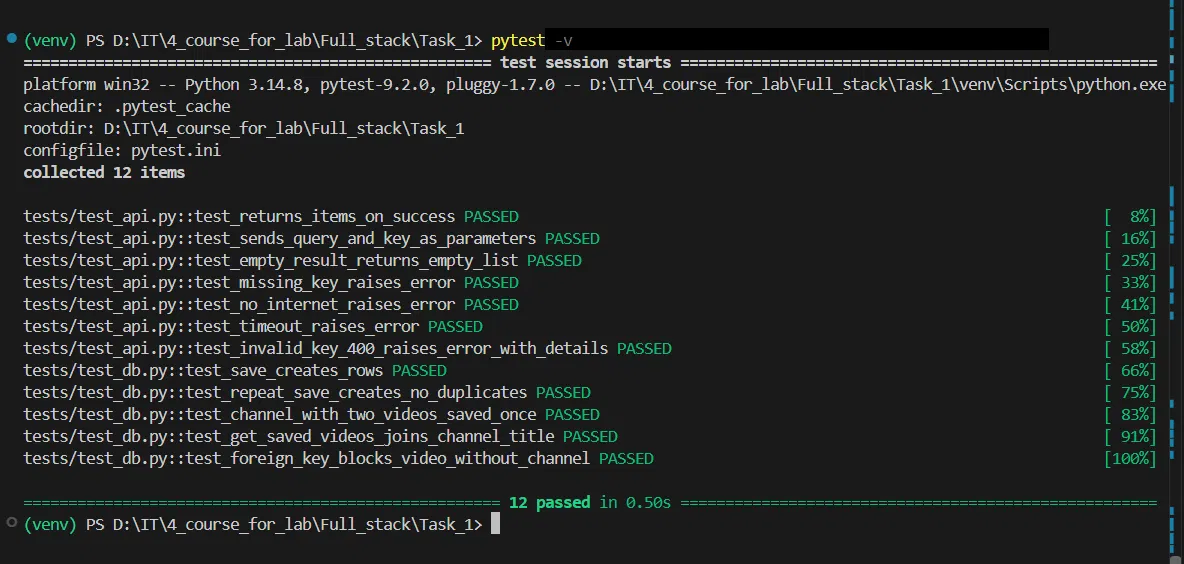 (venv) PS D:\IT\4_course_for_lab\Full_stack\Task_1> pytest -v
================================================== test session starts ==================================================
platform win32 -- Python 3.14.8, pytest-9.2.0, pluggy-1.7.0 -- D:\IT\4_course_for_lab\Full_stack\Task_1\venv\Scripts\python.exe
cachedir: .pytest_cache
rootdir: D:\IT\4_course_for_lab\Full_stack\Task_1
configfile: pytest.ini
collected 12 items
tests/test_api.py::test_returns_items_on_success PASSED [  8%]
tests/test_api.py::test_sends_query_and_key_as_parameters PASSED [ 16%]
tests/test_api.py::test_empty_result_returns_empty_list PASSED [ 25%]
tests/test_api.py::test_missing_key_raises_error PASSED [ 33%]
tests/test_api.py::test_no_internet_raises_error PASSED [ 41%]
tests/test_api.py::test_timeout_raises_error PASSED [ 50%]
tests/test_api.py::test_invalid_key_400_raises_error_with_details PASSED [ 58%]
tests/test_db.py::test_save_creates_rows PASSED [ 66%]
tests/test_db.py::test_repeat_save_creates_no_duplicates PASSED [ 75%]
tests/test_db.py::test_channel_with_two_videos_saved_once PASSED [ 83%]
tests/test_db.py::test_get_saved_videos_joins_channel_title PASSED [ 91%]
tests/test_db.py::test_foreign_key_blocks_video_without_channel PASSED [100%]
===================================================== 12 passed in 0.50s =====================================================
(venv) PS D:\IT\4_course_for_lab\Full_stack\Task_1>